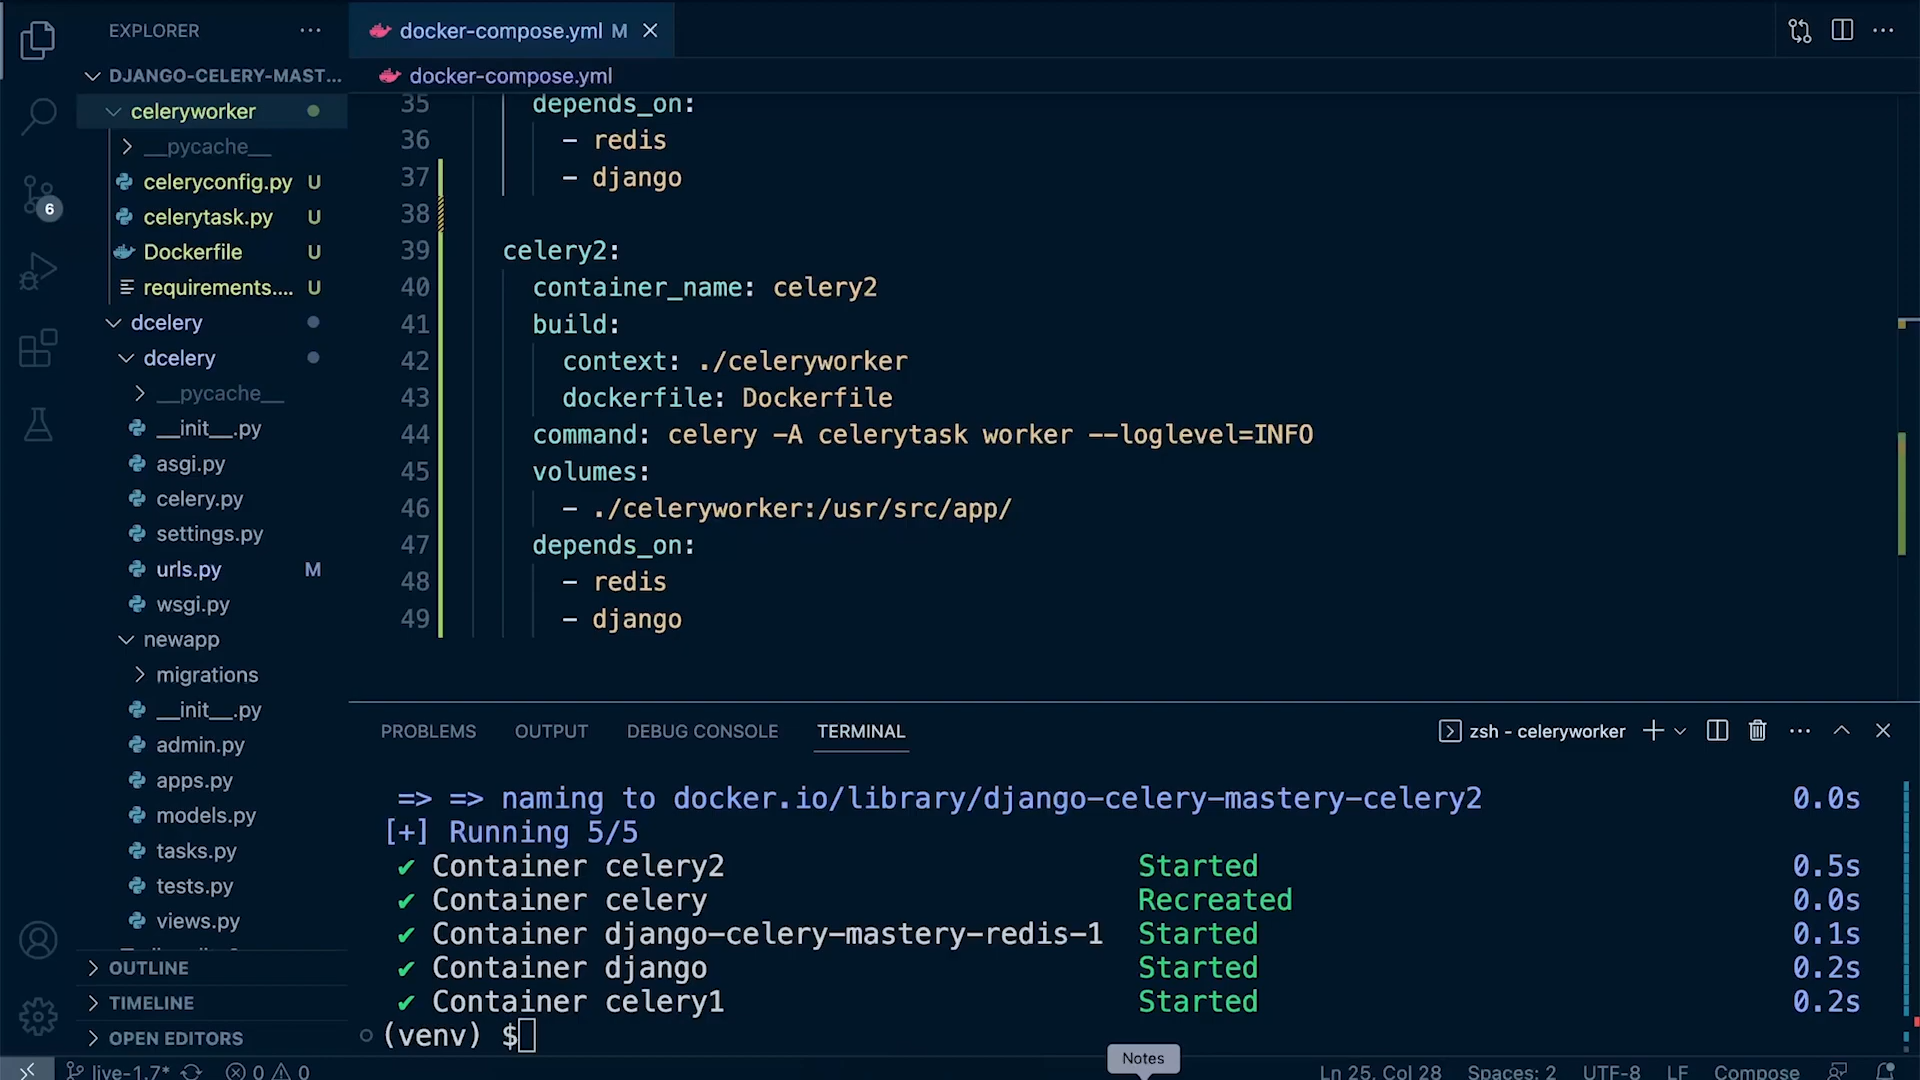 EXPLORER
DJANGO-CELERY-MAST...
celeryworker
__pycache__
celeryconfig.py U
celerytask.py U
Dockerfile U
requirements.... U
dcelery
dcelery
__pycache__
__init__.py
asgi.py
celery.py
settings.py
urls.py M
wsgi.py
newapp
migrations
__init__.py
admin.py
apps.py
models.py
tasks.py
tests.py
views.py
OUTLINE
TIMELINE
OPEN EDITORS
6
docker-compose.yml M
docker-compose.yml
35 depends_on:
36 - redis
37 - django
38
39 celery2:
40 container_name: celery2
41 build:
42 context: ./celeryworker
43 dockerfile: Dockerfile
44 command: celery -A celerytask worker --loglevel=INFO
45 volumes:
46 - ./celeryworker:/usr/src/app/
47 depends_on:
48 - redis
49 - django
PROBLEMS OUTPUT DEBUG CONSOLE TERMINAL zsh - celeryworker
=> => naming to docker.io/library/django-celery-mastery-celery2 0.0s
[+] Running 5/5
✔ Container celery2 Started 0.5s
✔ Container celery Recreated 0.0s
✔ Container django-celery-mastery-redis-1 Started 0.1s
✔ Container django Started 0.2s
✔ Container celery1 Started 0.2s
(venv) $
Notes
live-1.7* 0 0 Ln 25, Col 28 Spaces: 2 UTF-8 LF Compose